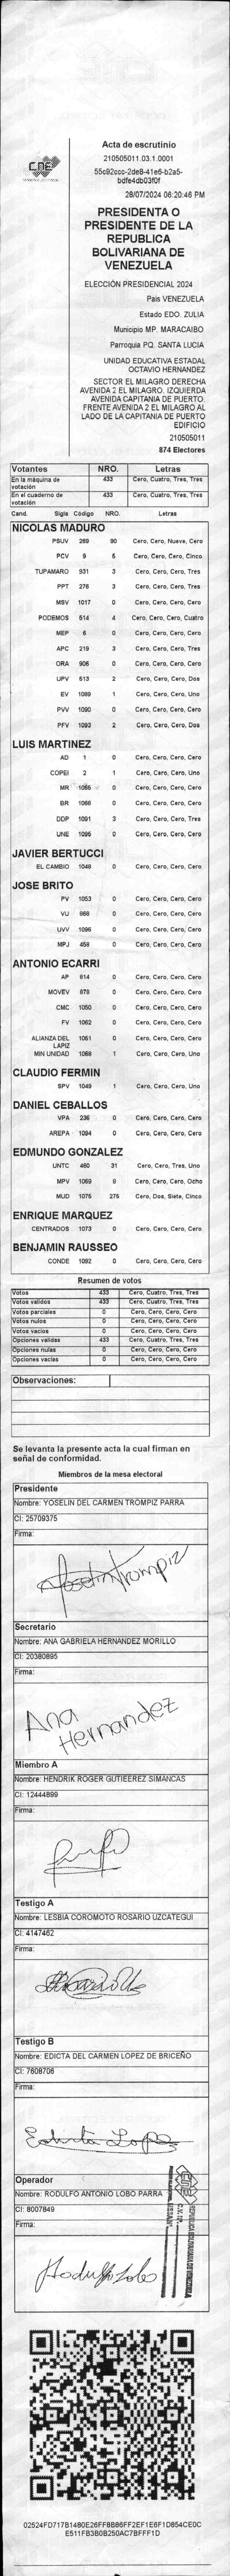 CNE
Acta de escrutinio
210505011.03.1.0001
55c92ccc-2de8-41e6-b2a5-
bdfe4db03f0f
28/07/2024 06:20:46 PM
PRESIDENTA O
PRESIDENTE DE LA
REPUBLICA
BOLIVARIANA DE
VENEZUELA
ELECCIÓN PRESIDENCIAL 2024
Pais VENEZUELA
Estado EDO. ZULIA
Municipio MP. MARACAIBO
Parroquia PQ. SANTA LUCIA
UNIDAD EDUCATIVA ESTADAL
OCTAVIO HERNANDEZ
SECTOR EL MILAGRO DERECHA
AVENIDA 2 EL MILAGRO. IZQUIERDA
AVENIDA CAPITANIA DE PUERTO.
FRENTE AVENIDA 2 EL MILAGRO AL
LADO DE LA CAPITANIA DE PUERTO
EDIFICIO
210505011
874 Electores
Votantes NRO. Letras
En la máquina de votación 433 Cero, Cuatro, Tres, Tres
En el cuaderno de votación 433 Cero, Cuatro, Tres, Tres
Cand. Sigls Código NRO. Letras
NICOLAS MADURO
PSUV 269 90 Cero, Cero, Nueve, Cero
PCV 9 5 Cero, Cero, Cero, Cinco
TUPAMARO 931 3 Cero, Cero, Cero, Tres
PPT 276 3 Cero, Cero, Cero, Tres
MSV 1017 0 Cero, Cero, Cero, Cero
PODEMOS 514 4 Cero, Cero, Cero, Cuatro
MEP 6 0 Cero, Cero, Cero, Cero
APC 219 3 Cero, Cero, Cero, Tres
ORA 906 0 Cero, Cero, Cero, Cero
UPV 613 2 Cero, Cero, Cero, Dos
EV 1089 1 Cero, Cero, Cero, Uno
PVV 1090 0 Cero, Cero, Cero, Cero
PFV 1093 2 Cero, Cero, Cero, Dos
LUIS MARTINEZ
AD 1 0 Cero, Cero, Cero, Cero
COPEI 2 1 Cero, Cero, Cero, Uno
MR 1065 0 Cero, Cero, Cero, Cero
BR 1066 0 Cero, Cero, Cero, Cero
DDP 1091 3 Cero, Cero, Cero, Tres
UNE 1095 0 Cero, Cero, Cero, Cero
JAVIER BERTUCCI
EL CAMBIO 1048 0 Cero, Cero, Cero, Cero
JOSE BRITO
PV 1053 0 Cero, Cero, Cero, Cero
VU 868 0 Cero, Cero, Cero, Cero
UVV 1096 0 Cero, Cero, Cero, Cero
MPJ 458 0 Cero, Cero, Cero, Cero
ANTONIO ECARRI
AP 814 0 Cero, Cero, Cero, Cero
MOVEV 878 0 Cero, Cero, Cero, Cero
CMC 1050 0 Cero, Cero, Cero, Cero
FV 1062 0 Cero, Cero, Cero, Cero
ALIANZA DEL LAPIZ 1051 0 Cero, Cero, Cero, Cero
MIN UNIDAD 1068 1 Cero, Cero, Cero, Uno
CLAUDIO FERMIN
SPV 1049 1 Cero, Cero, Cero, Uno
DANIEL CEBALLOS
VPA 236 0 Cero, Cero, Cero, Cero
AREPA 1094 0 Cero, Cero, Cero, Cero
EDMUNDO GONZALEZ
UNTC 460 31 Cero, Cero, Tres, Uno
MPV 1069 8 Cero, Cero, Cero, Ocho
MUD 1075 275 Cero, Dos, Siete, Cinco
ENRIQUE MARQUEZ
CENTRADOS 1073 0 Cero, Cero, Cero, Cero
BENJAMIN RAUSSEO
CONDE 1092 0 Cero, Cero, Cero, Cero
Resumen de votos
Votos 433 Cero, Cuatro, Tres, Tres
Votos validos 433 Cero, Cuatro, Tres, Tres
Votos parciales 0 Cero, Cero, Cero, Cero
Votos nulos 0 Cero, Cero, Cero, Cero
Votos vacios 0 Cero, Cero, Cero, Cero
Opciones validas 433 Cero, Cuatro, Tres, Tres
Opciones nulas 0 Cero, Cero, Cero, Cero
Opciones vacias 0 Cero, Cero, Cero, Cero
Observaciones:
Se levanta la presente acta la cual firman en
señal de conformidad.
Miembros de la mesa electoral
Presidente
Nombre: YOSELIN DEL CARMEN TROMPIZ PARRA
CI: 25709375
Firma:
Secretario
Nombre: ANA GABRIELA HERNANDEZ MORILLO
CI: 20380895
Firma:
Ana
Hernandez
Miembro A
Nombre: HENDRIK ROGER GUTIEEREZ SIMANCAS
CI: 12444899
Firma:
Testigo A
Nombre: LESBIA COROMOTO ROSARIO UZCATEGUI
CI: 4147462
Firma:
Testigo B
Nombre: EDICTA DEL CARMEN LOPEZ DE BRICEÑO
CI: 7608706
Firma:
Operador
Nombre: RODULFO ANTONIO LOBO PARRA
CI: 8007849
Firma:
Rodulfo Lobo
REPUBLICA BOLIVARIANA DE VENEZUELA
CNE
02524FD717B1480E26FF8B86FF2EF1E6F1D854CE0C
E511FB3B0B250AC7BFFF1D